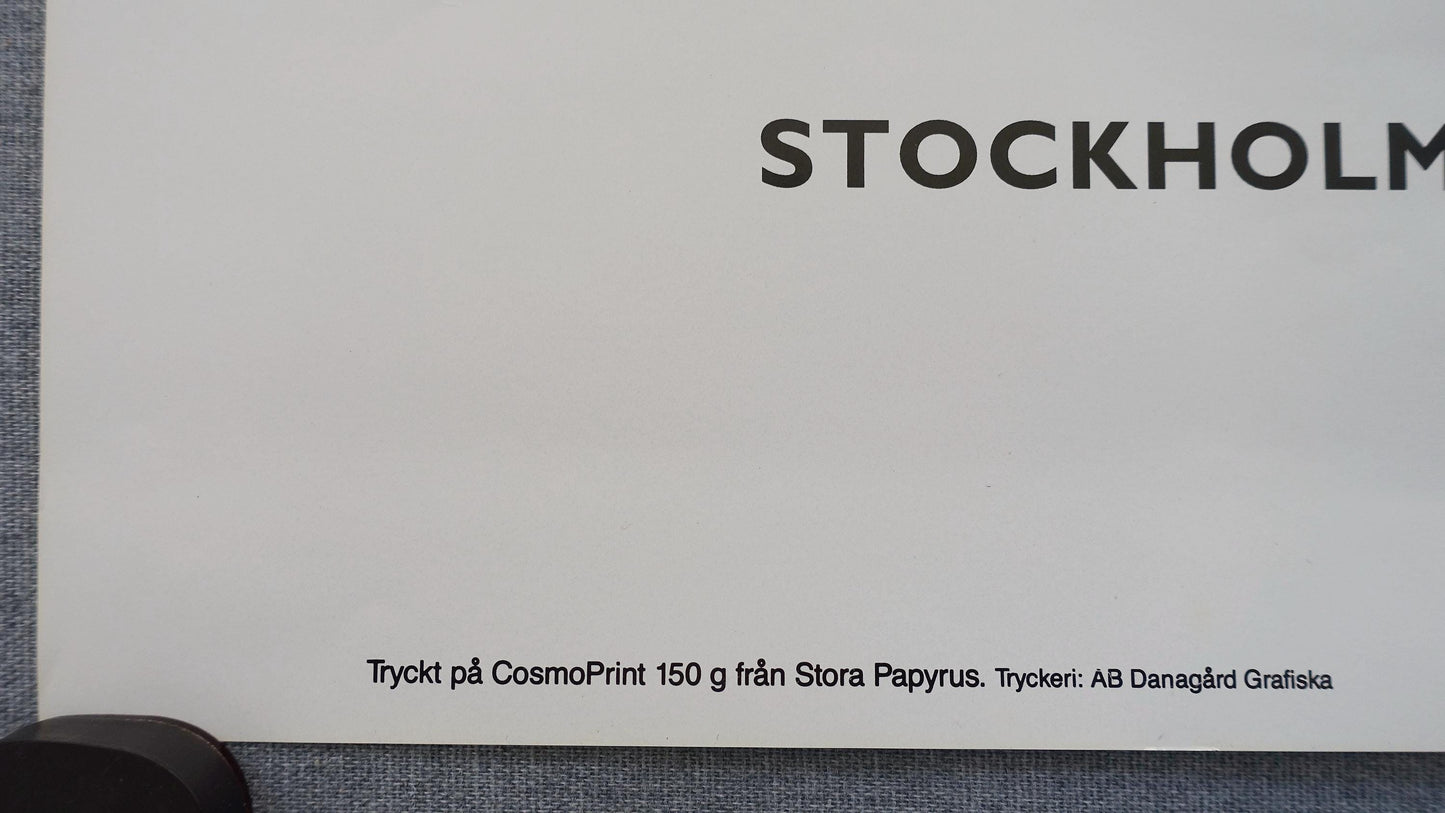 STOCKHOLM
Tryckt på CosmoPrint 150 g från Stora Papyrus. Tryckeri: AB Danagård Grafiska